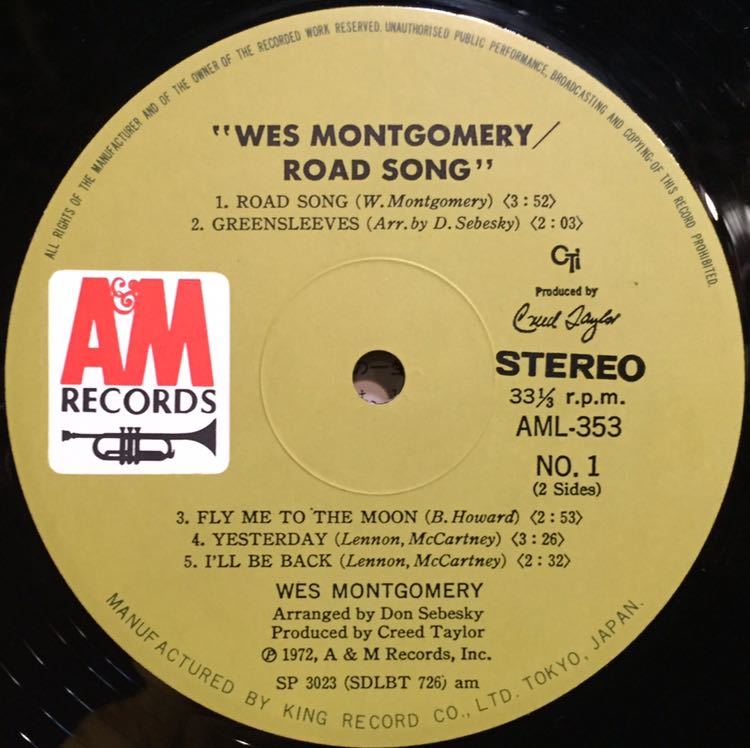 ALL RIGHTS OF THE MANUFACTURER AND OF THE OWNER OF THE RECORDED WORK RESERVED. UNAUTHORISED PUBLIC PERFORMANCE, BROADCASTING AND COPYING-OF THIS RECORD PROHIBITED.
"WES MONTGOMERY/
ROAD SONG"
1. ROAD SONG (W. Montgomery) 〈3:52〉
2. GREENSLEEVES (Arr. by D. Sebesky) 〈2:03〉
CTi
Produced by
Creed Taylor
A&M
RECORDS
STEREO
33⅓ r.p.m.
AML-353
NO. 1
(2 Sides)
3. FLY ME TO THE MOON (B. Howard) 〈2:53〉
4. YESTERDAY (Lennon, McCartney) 〈3:26〉
5. I'LL BE BACK (Lennon, McCartney) 〈2:32〉
WES MONTGOMERY
Arranged by Don Sebesky
Produced by Creed Taylor
℗ 1972, A & M Records, Inc.
SP 3023 (SDLBT 726) am
MANUFACTURED BY KING RECORD CO., LTD. TOKYO, JAPAN.